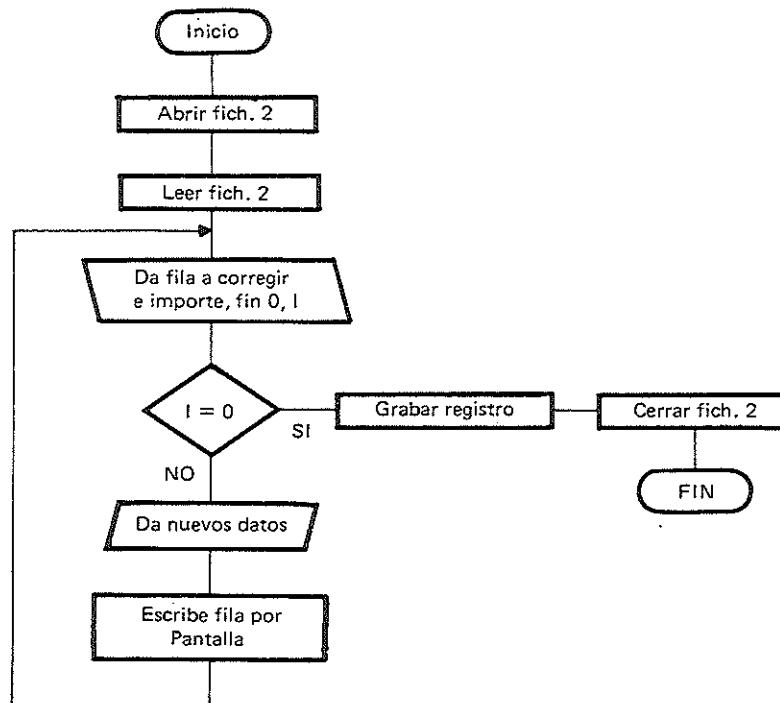 Inicio
Abrir fich. 2
Leer fich. 2
Da fila a corregir
e importe, fin 0, I
I = 0
SI
Grabar registro
Cerrar fich. 2
FIN
NO
Da nuevos datos
Escribe fila por
Pantalla